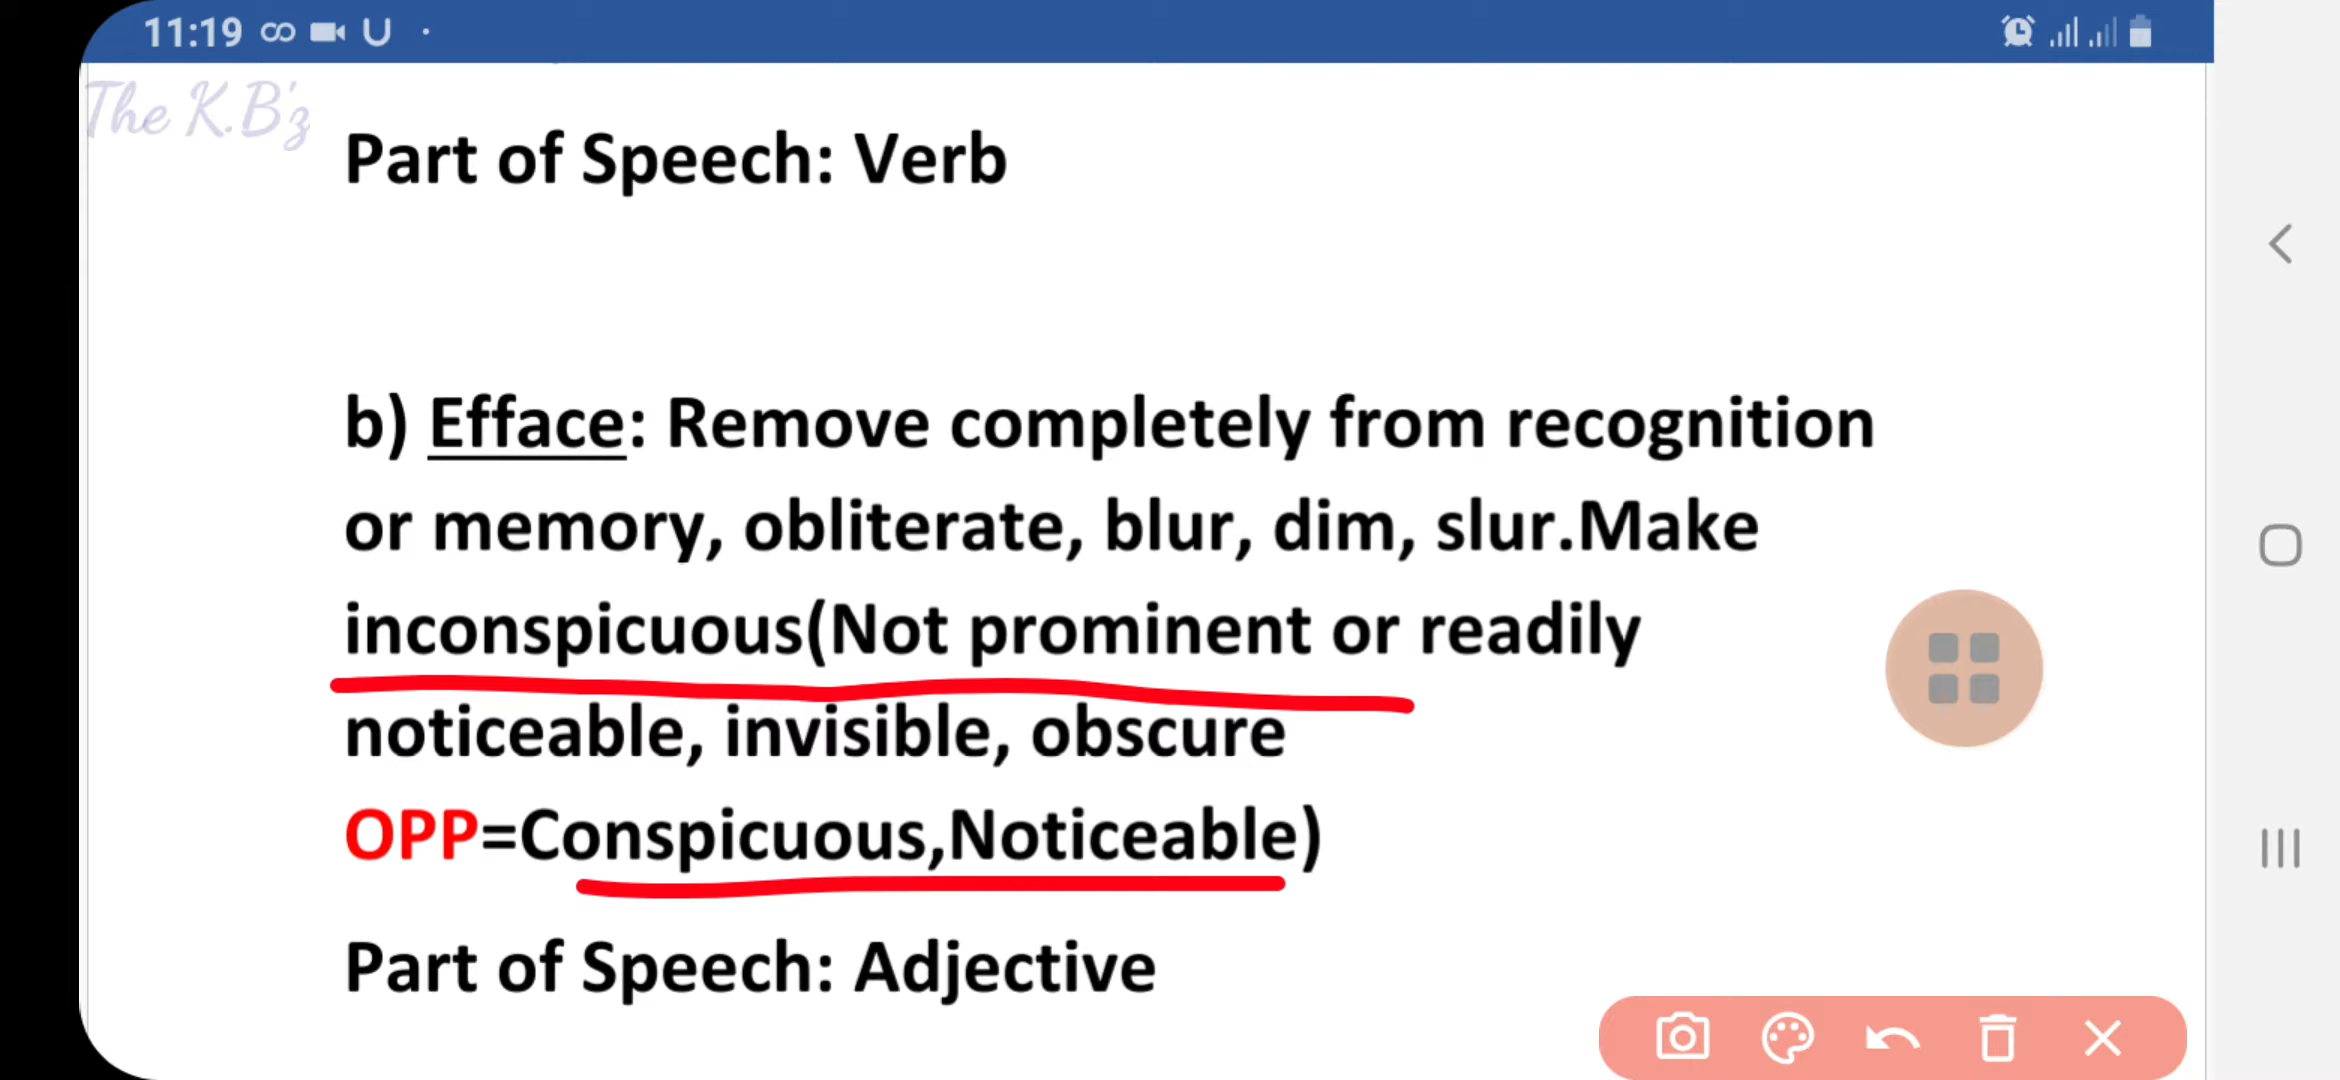 11:19
The K.B'z
Part of Speech: Verb
b) Efface: Remove completely from recognition
or memory, obliterate, blur, dim, slur.Make
inconspicuous(Not prominent or readily
noticeable, invisible, obscure
OPP=Conspicuous,Noticeable)
Part of Speech: Adjective